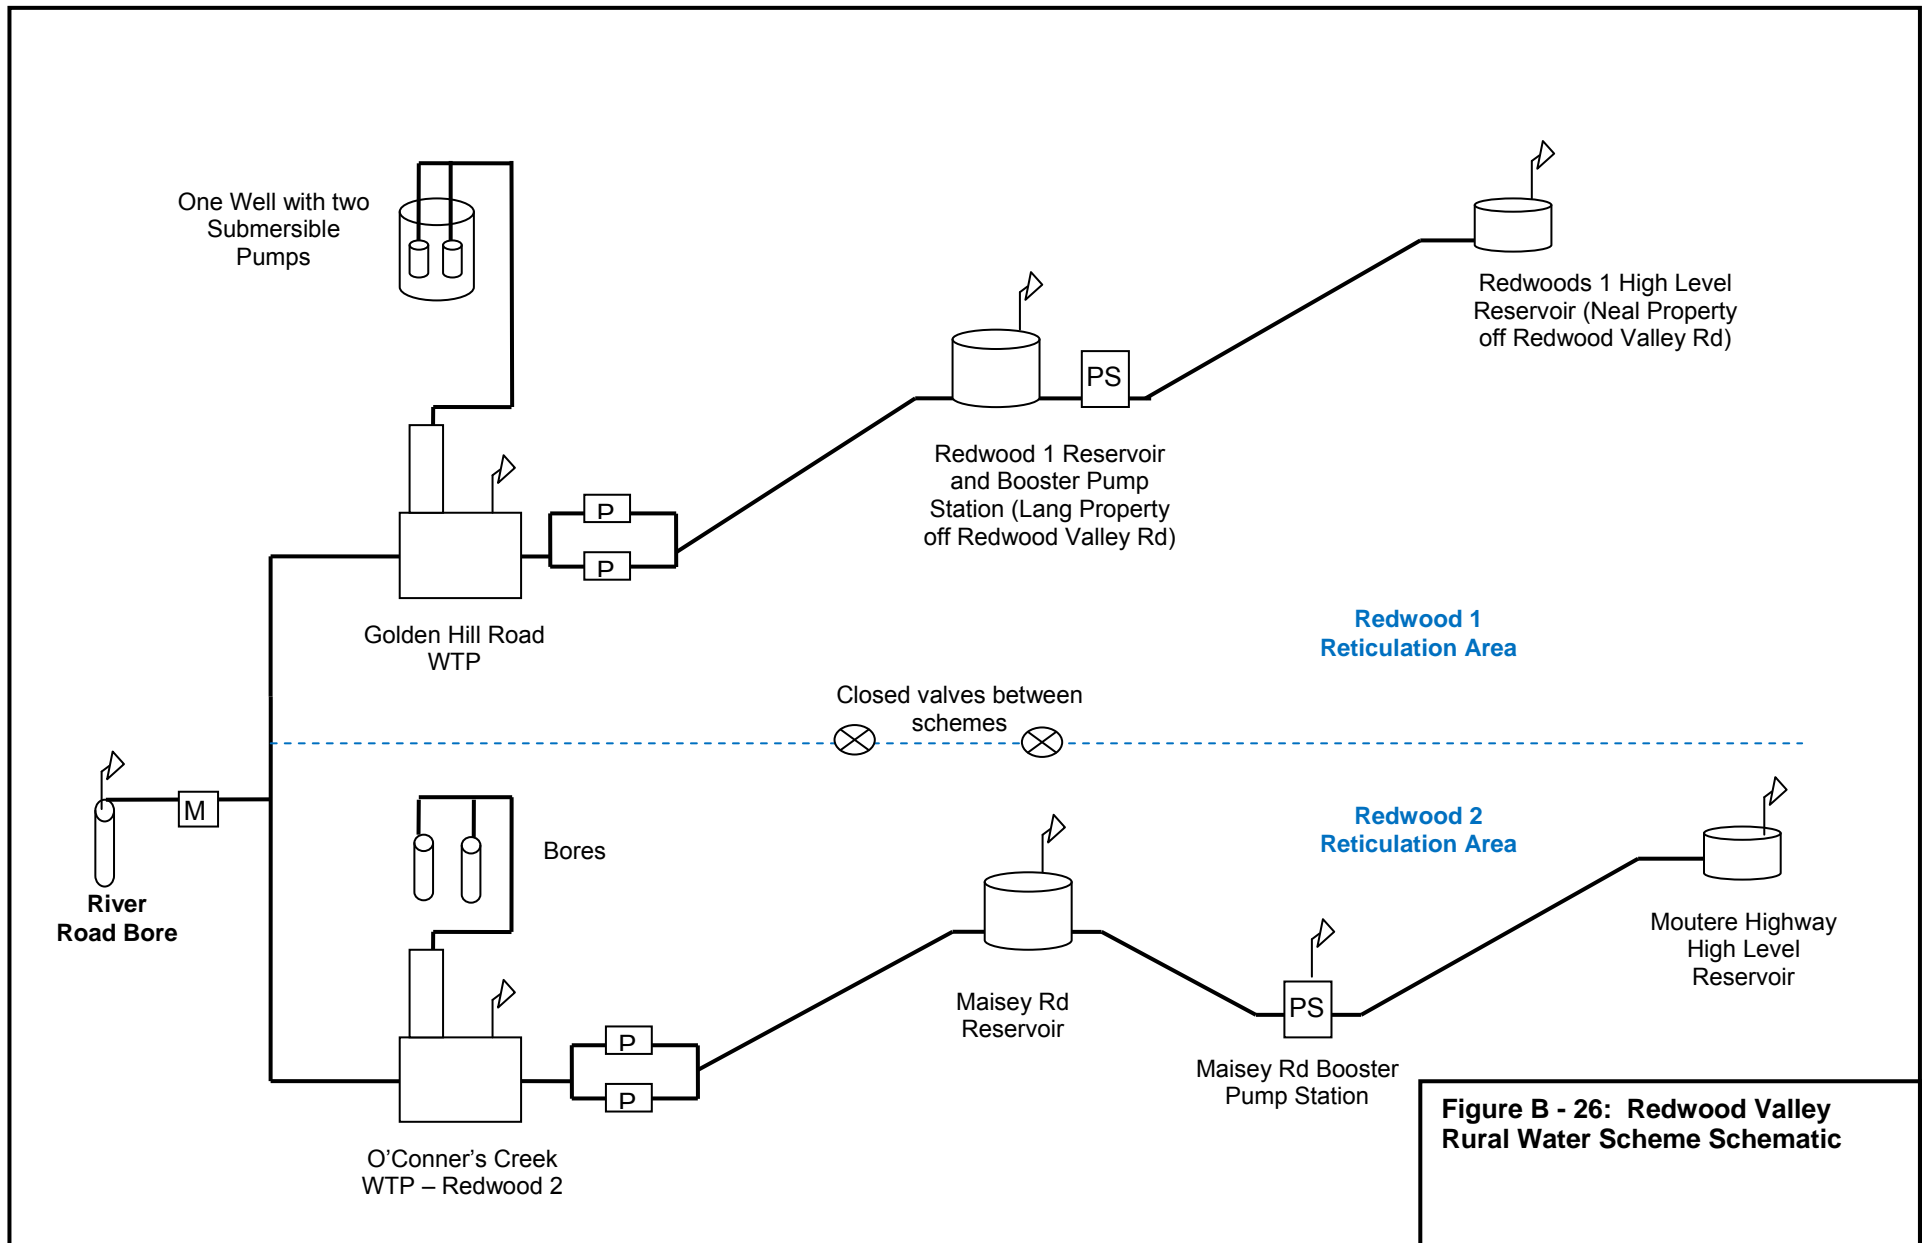 One Well with two
Submersible
Pumps
Redwoods 1 High Level
Reservoir (Neal Property
off Redwood Valley Rd)
PS
Redwood 1 Reservoir
and Booster Pump
Station (Lang Property
off Redwood Valley Rd)
P
P
Golden Hill Road
WTP
Redwood 1
Reticulation Area
Closed valves between
schemes
M
River
Road Bore
Bores
Redwood 2
Reticulation Area
Moutere Highway
High Level
Reservoir
Maisey Rd
Reservoir
PS
Maisey Rd Booster
Pump Station
P
P
O’Conner’s Creek
WTP – Redwood 2
Figure B - 26:  Redwood Valley
Rural Water Scheme Schematic